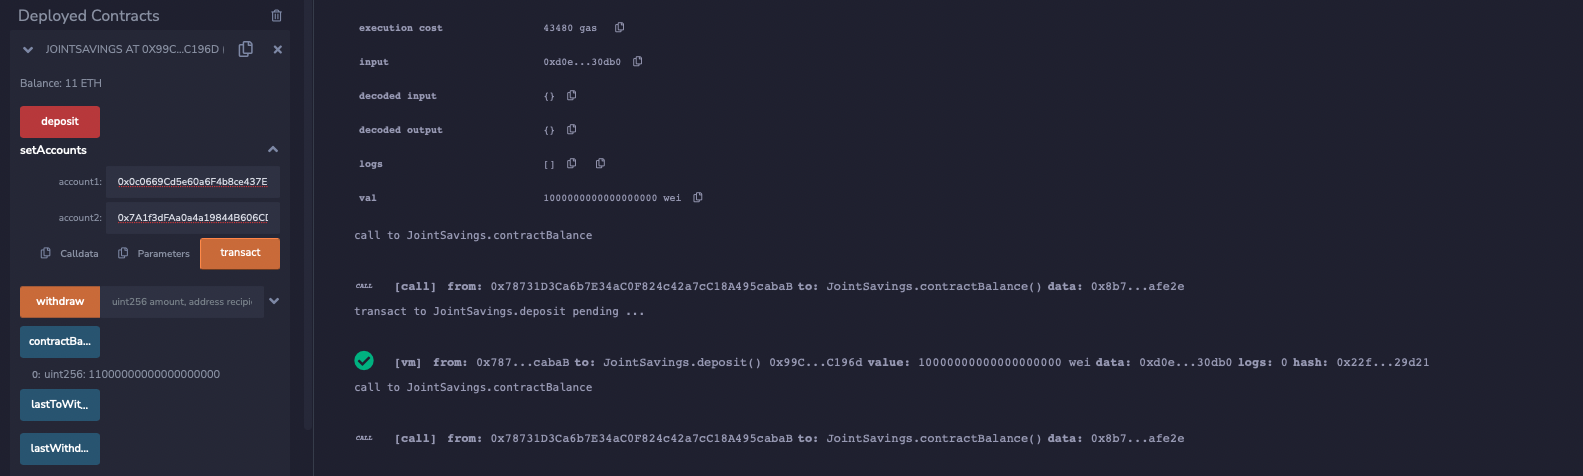 Deployed Contracts
JOINTSAVINGS AT 0X99C...C196D (
Balance: 11 ETH
deposit
setAccounts
account1: 0x0c0669Cd5e60a6F4b8ce437E
account2: 0x7A1f3dFAa0a4a19844B606CD
Calldata Parameters transact
withdraw uint256 amount, address recipi
contractBa...
0: uint256: 11000000000000000000
lastToWit...
lastWithd...
execution cost 43480 gas
input 0xd0e...30db0
decoded input {}
decoded output {}
logs []
val 1000000000000000000 wei
call to JointSavings.contractBalance
CALL [call] from: 0x78731D3Ca6b7E34aC0F824c42a7cC18A495cabaB to: JointSavings.contractBalance() data: 0x8b7...afe2e
transact to JointSavings.deposit pending ...
[vm] from: 0x787...cabaB to: JointSavings.deposit() 0x99C...C196d value: 10000000000000000000 wei data: 0xd0e...30db0 logs: 0 hash: 0x22f...29d21
call to JointSavings.contractBalance
CALL [call] from: 0x78731D3Ca6b7E34aC0F824c42a7cC18A495cabaB to: JointSavings.contractBalance() data: 0x8b7...afe2e